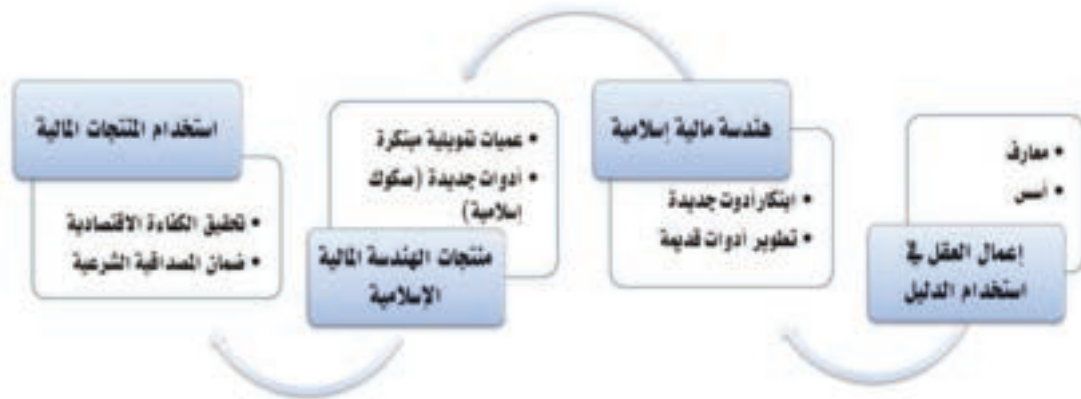 • معارف
• أسس
إعمال العقل في
استخدام الدليل
هندسة مالية إسلامية
• ابتكار أدوت جديدة
• تطوير أدوات قديمة
• عميات تمويلية مبتكرة
• أدوات جديدة (صكوك
إسلامية)
منتجات الهندسة المالية
الإسلامية
استخدام المنتجات المالية
• تحقيق الكفاءة الاقتصادية
• ضمان المصداقية الشرعية